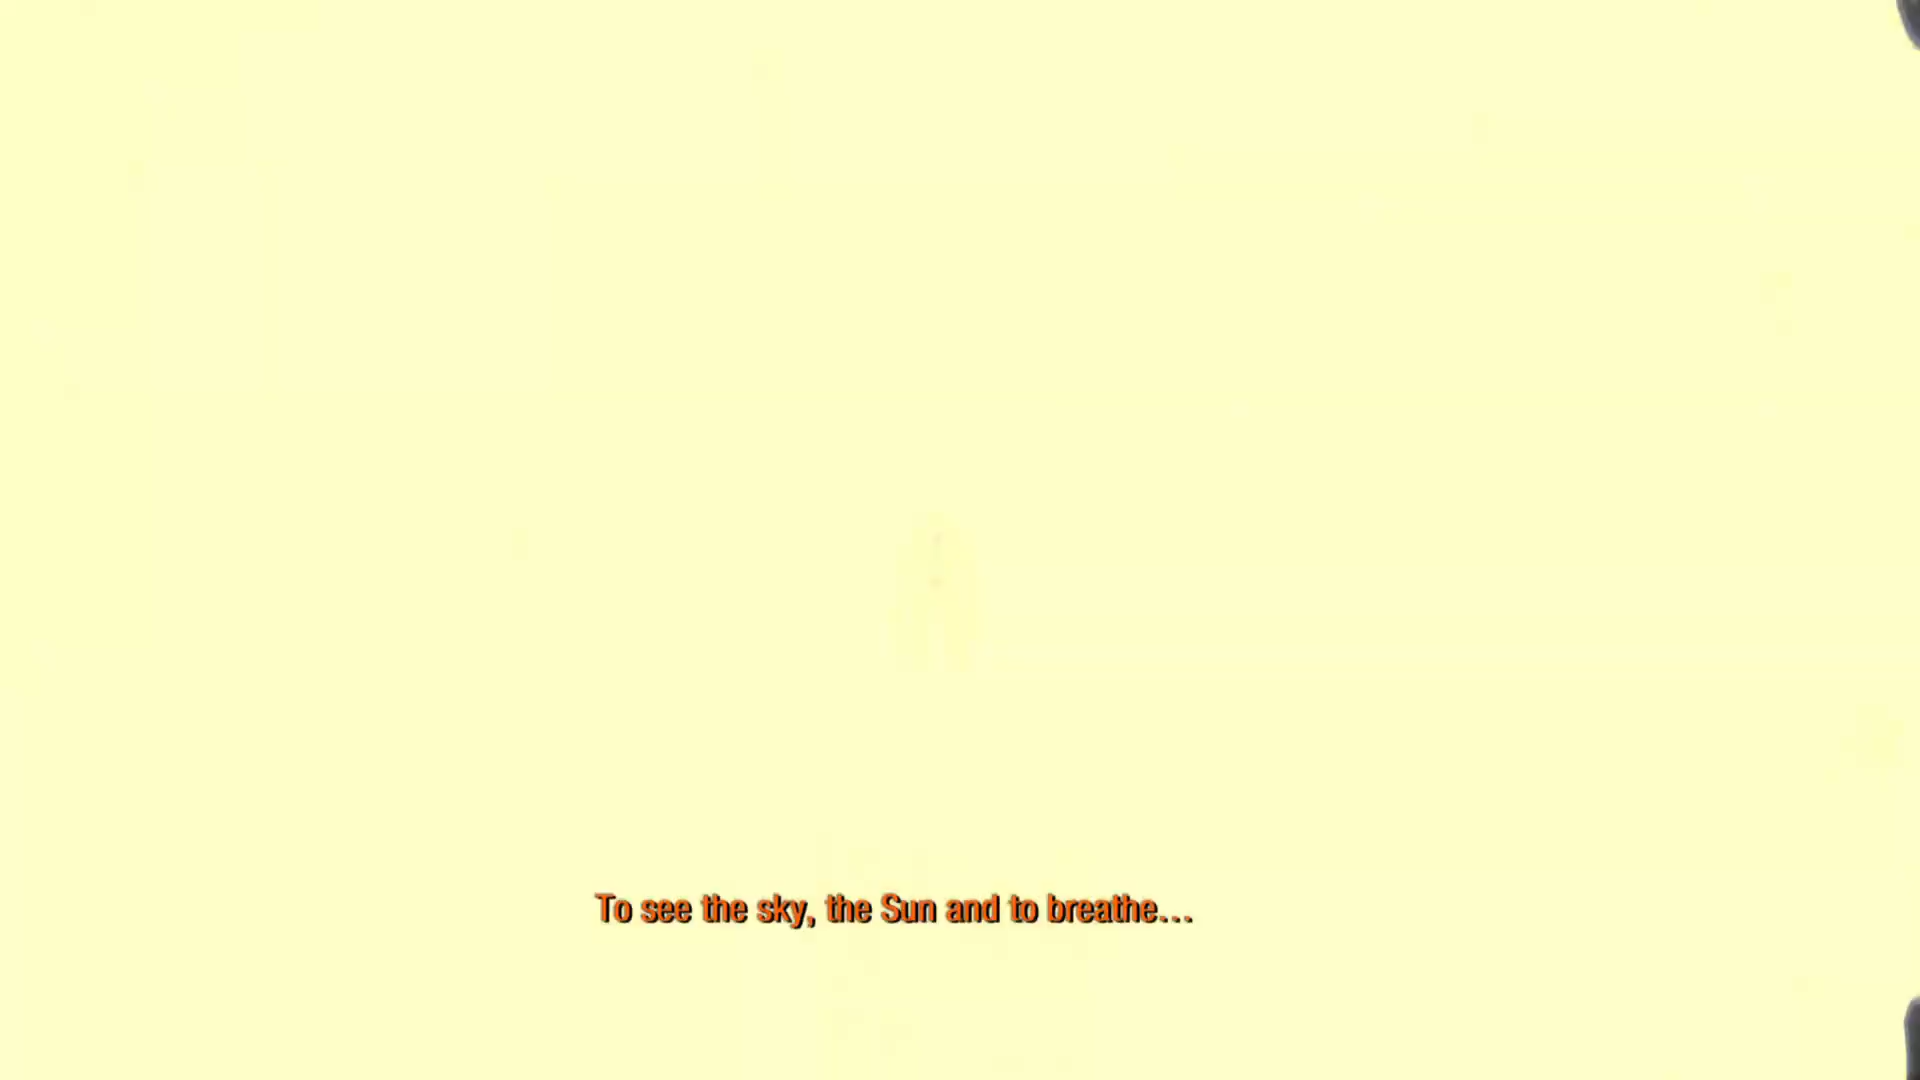 To see the sky, the Sun and to breathe...